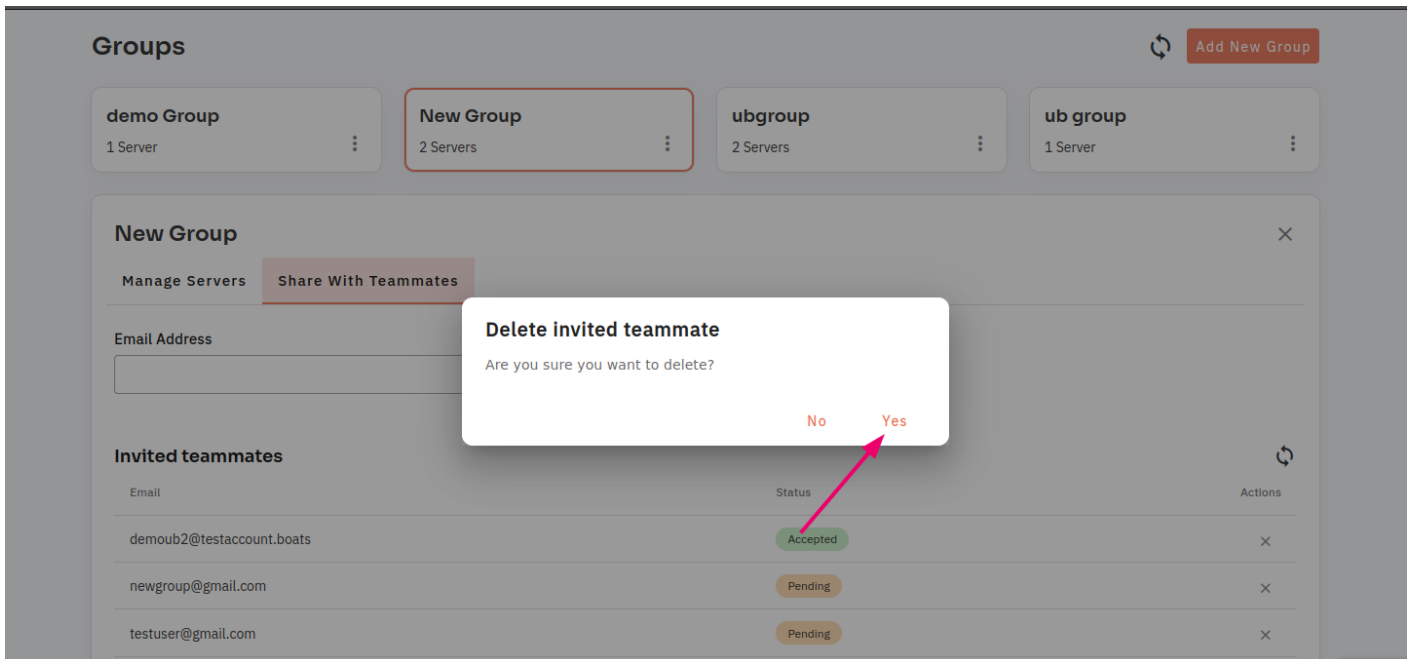 Groups
Add New Group
demo Group
1 Server
New Group
2 Servers
ubgroup
2 Servers
ub group
1 Server
New Group
Manage Servers
Share With Teammates
Email Address
Delete invited teammate
Are you sure you want to delete?
No
Yes
Invited teammates
Email
Status
Actions
demoub2@testaccount.boats
Accepted
newgroup@gmail.com
Pending
testuser@gmail.com
Pending